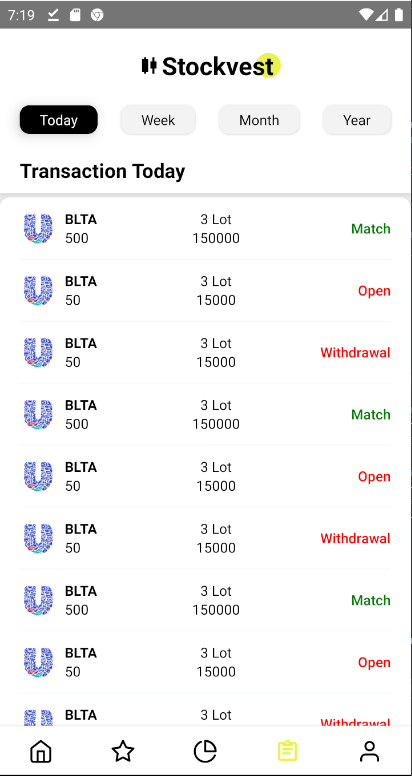 7:19
Stockvest
Today Week Month Year
Transaction Today
BLTA 3 Lot
500 150000 Match
BLTA 3 Lot
50 15000 Open
BLTA 3 Lot
50 15000 Withdrawal
BLTA 3 Lot
500 150000 Match
BLTA 3 Lot
50 15000 Open
BLTA 3 Lot
50 15000 Withdrawal
BLTA 3 Lot
500 150000 Match
BLTA 3 Lot
50 15000 Open
BLTA 3 Lot
Withdrawal